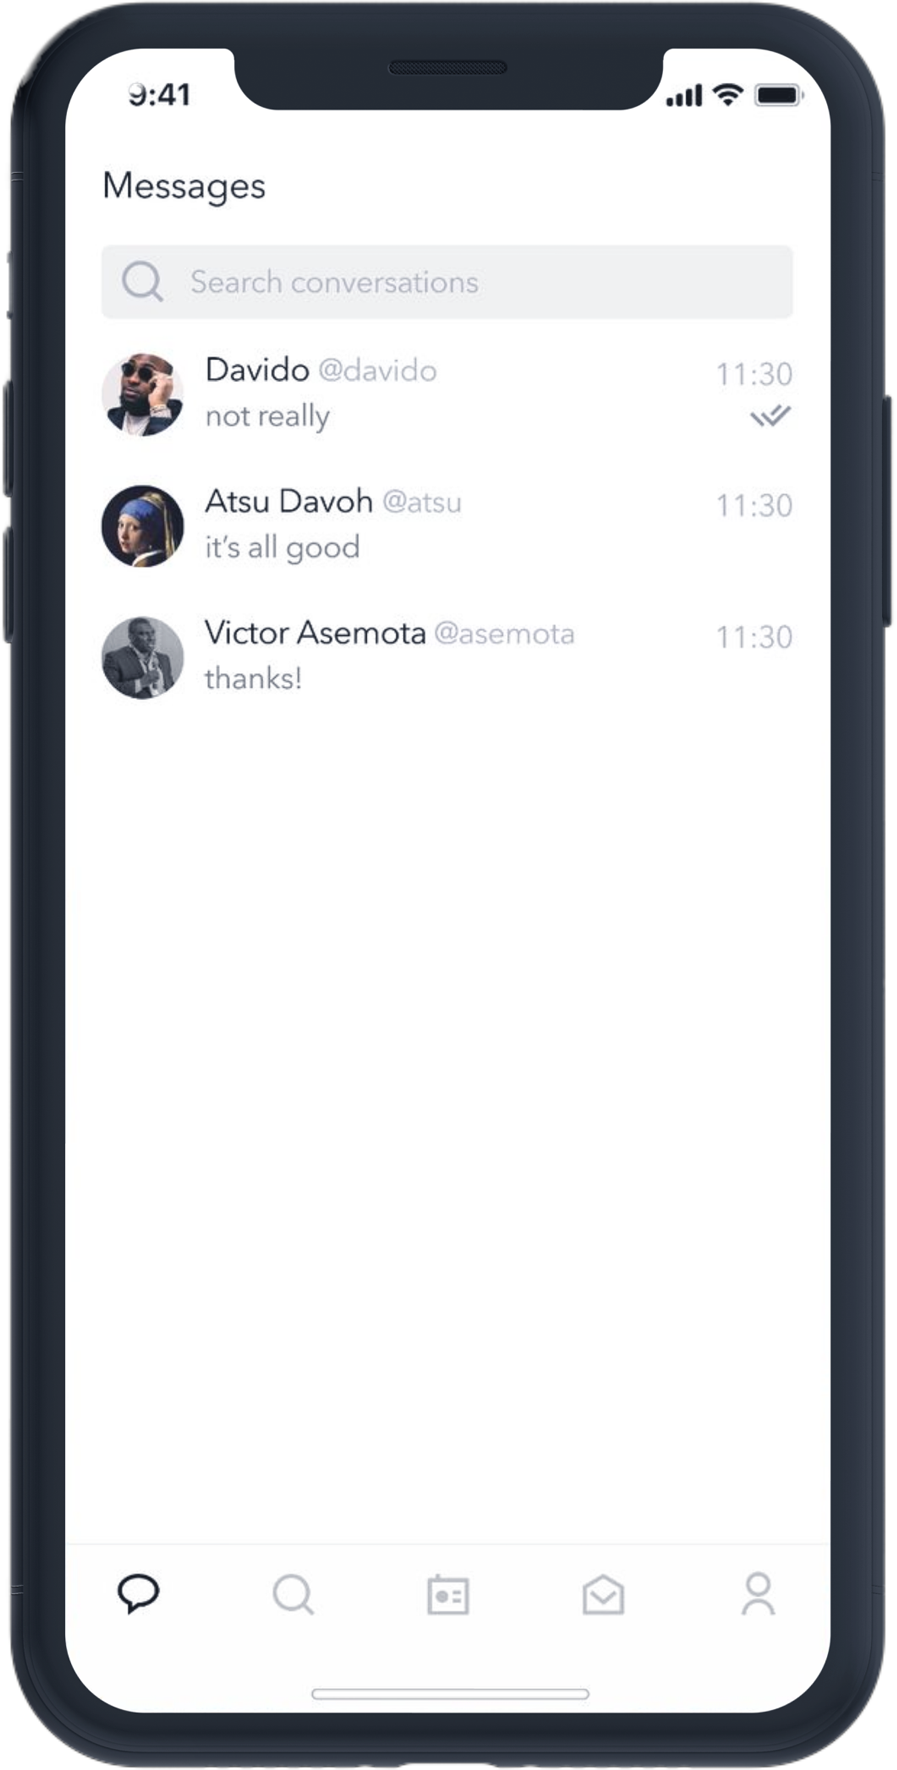 9:41
Messages
Search conversations
Davido @davido 11:30
not really
Atsu Davoh @atsu 11:30
it's all good
Victor Asemota @asemota 11:30
thanks!